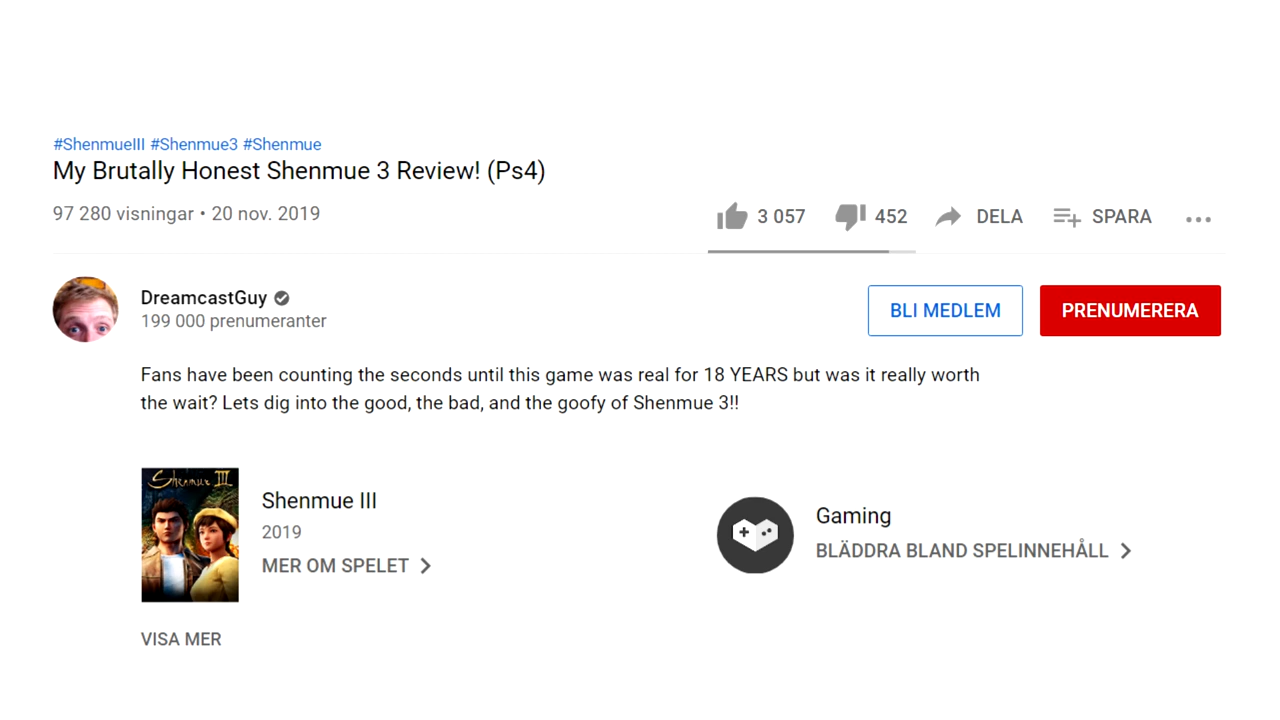 #ShenmueIII #Shenmue3 #Shenmue
My Brutally Honest Shenmue 3 Review! (Ps4)
97 280 visningar • 20 nov. 2019
3 057 452 DELA SPARA
DreamcastGuy
199 000 prenumeranter
BLI MEDLEM PRENUMERERA
Fans have been counting the seconds until this game was real for 18 YEARS but was it really worth
the wait? Lets dig into the good, the bad, and the goofy of Shenmue 3!!
Shenmue III
Shenmue III
2019
MER OM SPELET
Gaming
BLÄDDRA BLAND SPELINNEHÅLL
VISA MER